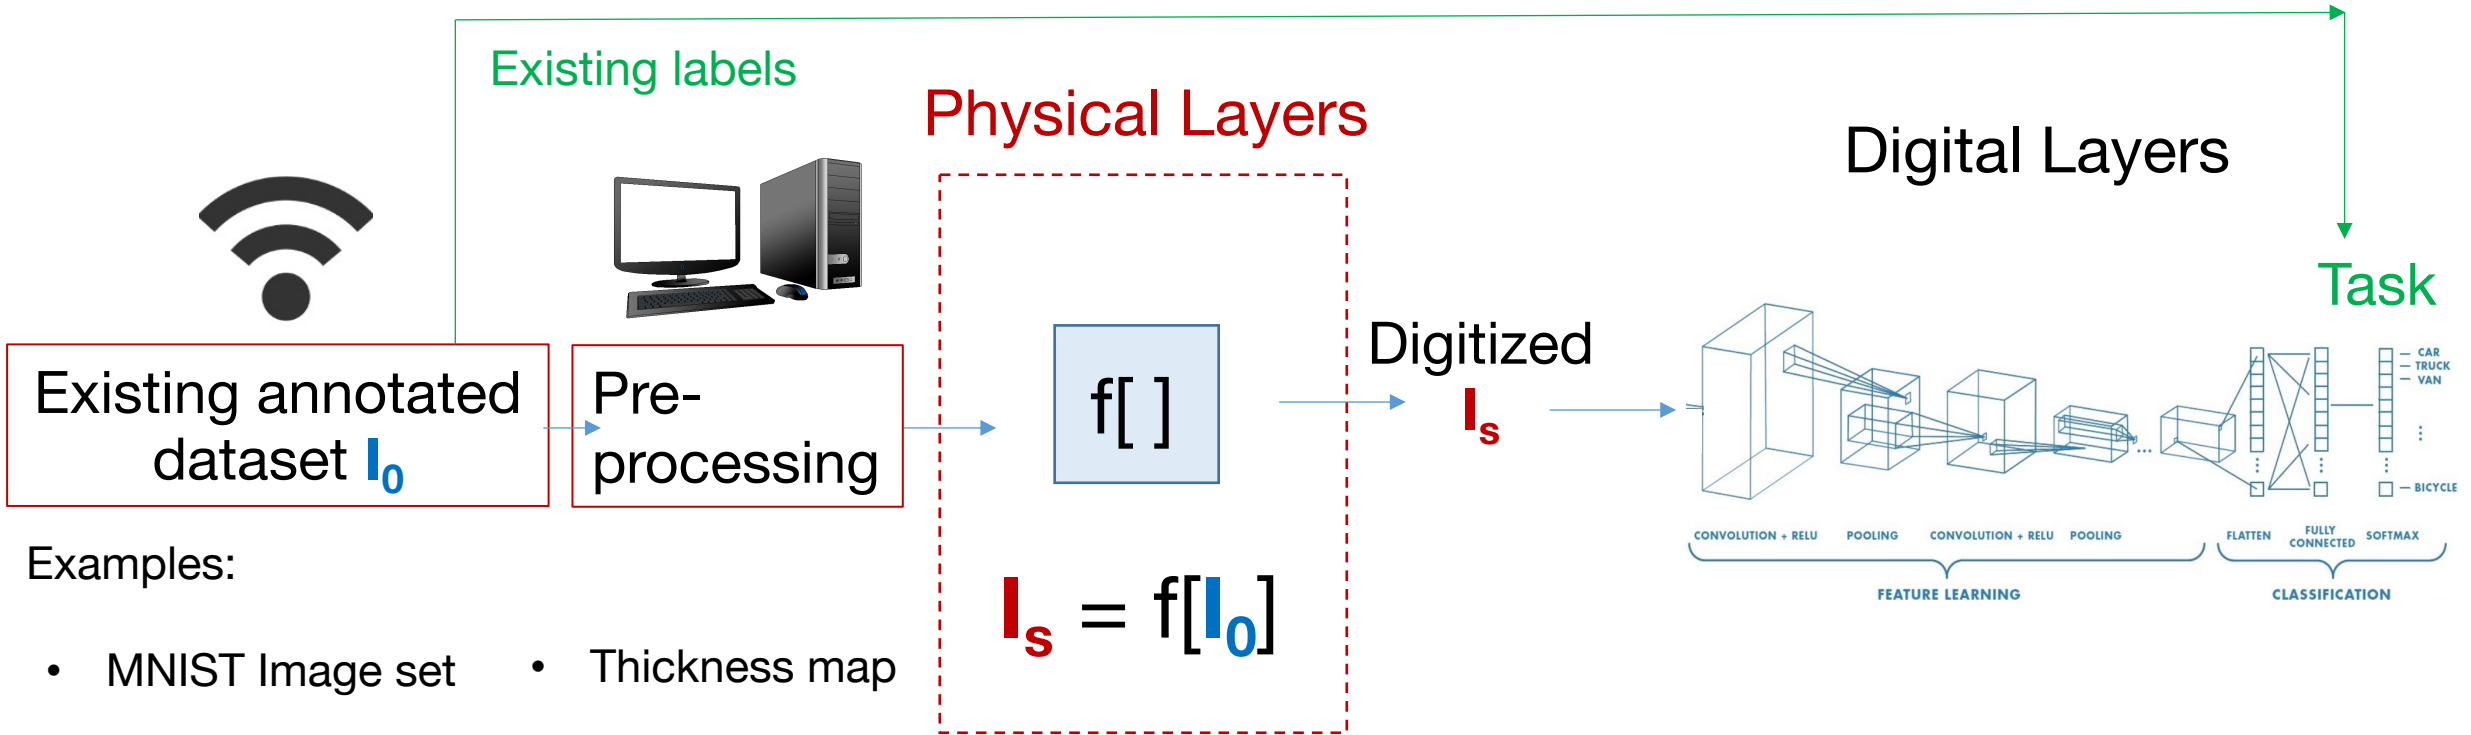 Existing labels
Physical Layers
Digital Layers
Task
Existing annotated
dataset I0
Pre-
processing
f[ ]
Digitized
Is
Is = f[I0]
Examples:
• MNIST Image set
• Thickness map
CAR
TRUCK
VAN
BICYCLE
CONVOLUTION + RELU
POOLING
CONVOLUTION + RELU
POOLING
FLATTEN
FULLY
CONNECTED
SOFTMAX
FEATURE LEARNING
CLASSIFICATION